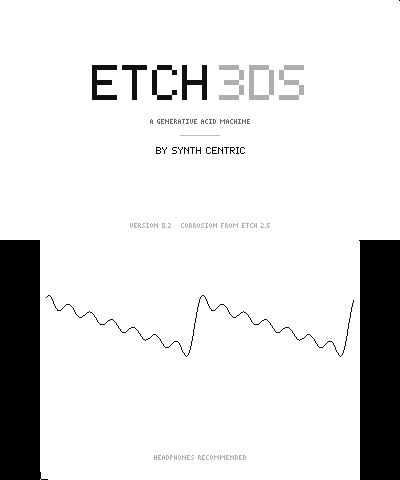 ETCH 3DS
A GENERATIVE ACID MACHINE
BY SYNTH CENTRIC
VERSION 0.2 CORROSION FROM ETCH 2.5
HEADPHONES RECOMMENDED